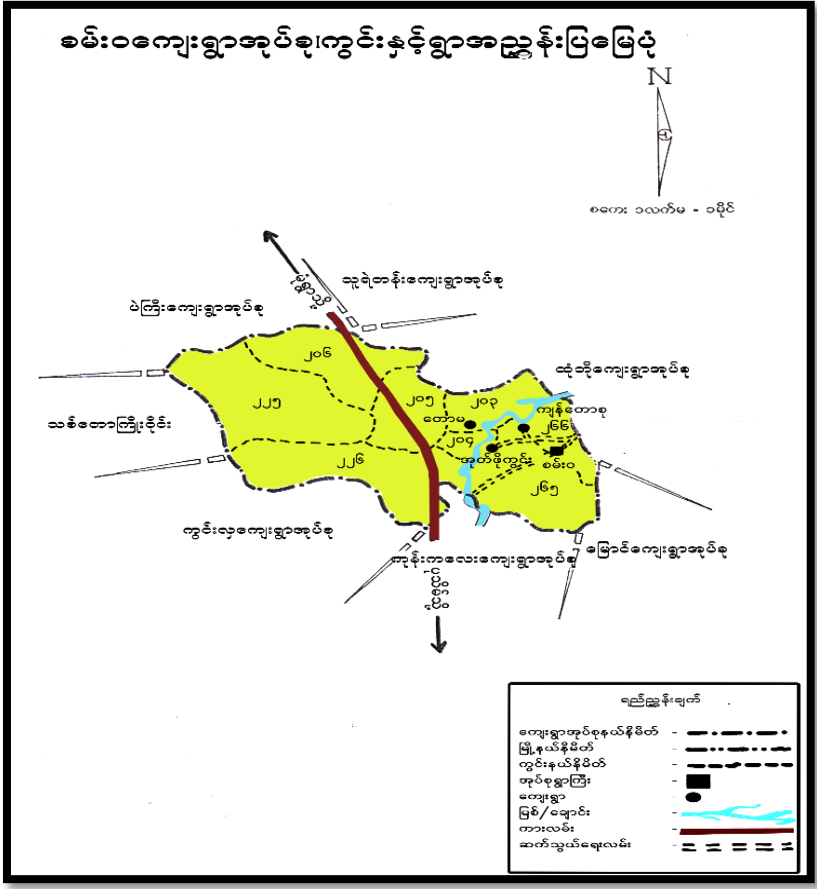 စမ်းဝကျေးရွာအုပ်စု၊ကွင်းနှင့်ရွာအညွှန်းပြမြေပုံ
N
စကေး ၁လက်မ - ၁မိုင်
သူရဲတန်းကျေးရွာအုပ်စု
ပဲကြီးကျေးရွာအုပ်စု
၂၀၆
ထုံဘိုကျေးရွာအုပ်စု
၂၂၅
၂၀၅
၂၀၃
ကျွန်တောစု
သစ်တောကြိုးဝိုင်း
တောမ
၂၆၆
၂၀၄
၂၂၆
အုတ်ဖိုကွင်း
စမ်းဝ
၂၆၅
ကွင်းလှကျေးရွာအုပ်စု
မြောင်ကျေးရွာအုပ်စု
ကုန်းကလေးကျေးရွာအုပ်စု
ရည်ညွှန်းချက်
ကျေးရွာအုပ်စုနယ်နိမိတ် -
မြို့နယ်နိမိတ် -
ကွင်းနယ်နိမိတ် -
အုပ်စုရွာကြီး -
ကျေးရွာ -
မြစ်/ချောင်း -
ကားလမ်း -
ဆက်သွယ်ရေးလမ်း -